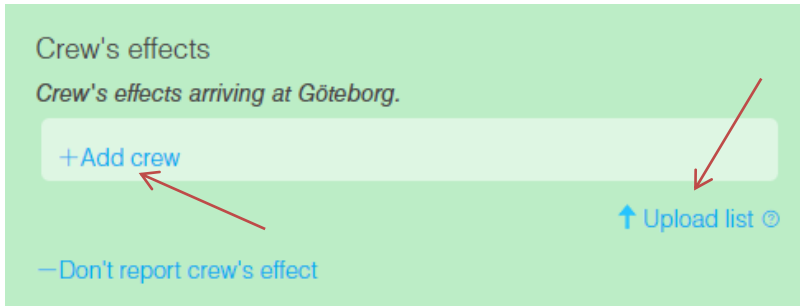 Crew's effects
Crew's effects arriving at Göteborg.
+Add crew
Upload list ?
−Don't report crew's effect